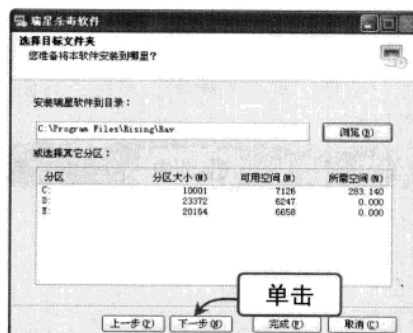 瑞星杀毒软件
选择目标文件夹
您准备将本软件安装到哪里？
安装瑞星软件到目录：
C:\Program Files\Rising\Rav
浏览(R)
或选择其它分区：
分区 分区大小(M) 可用空间(M) 所需空间(M)
C: 10001 7126 283.140
D: 23372 6247 0.000
E: 20164 6658 0.000
单击
上一步(P) 下一步(N) 完成(F) 取消(C)